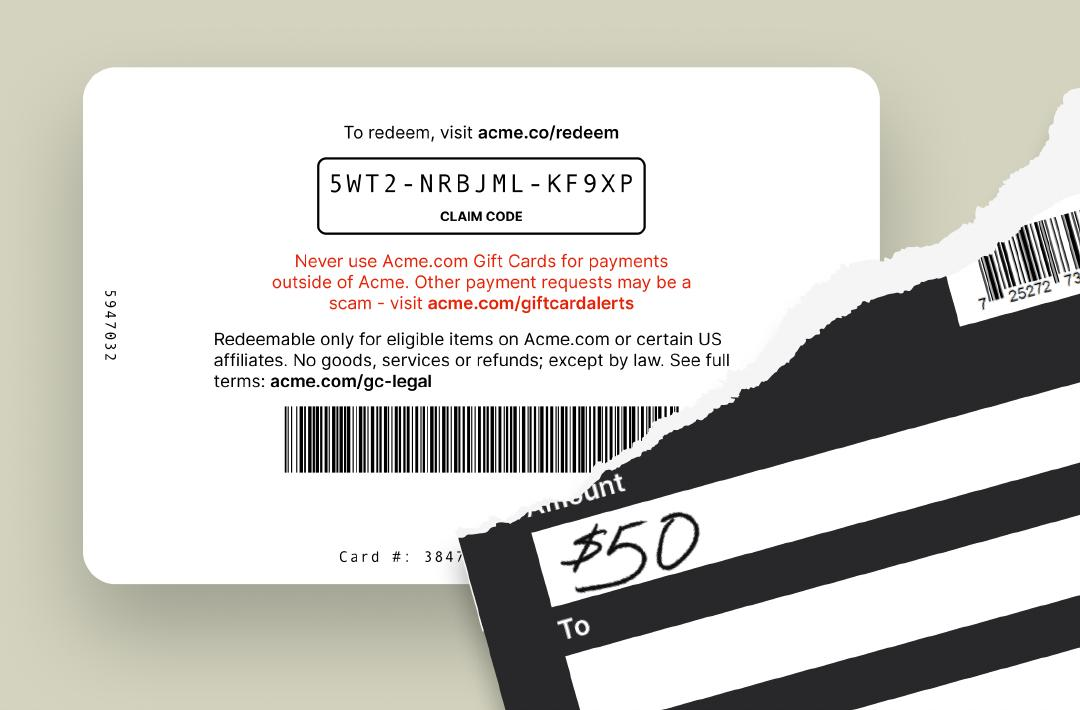 To redeem, visit acme.co/redeem
5WT2-NRBJML-KF9XP
CLAIM CODE
Never use Acme.com Gift Cards for payments
outside of Acme. Other payment requests may be a
scam - visit acme.com/giftcardalerts
5947032
Redeemable only for eligible items on Acme.com or certain US
affiliates. No goods, services or refunds; except by law. See full
terms: acme.com/gc-legal
Card #: 3847
7 25272 73
Amount
$50
To